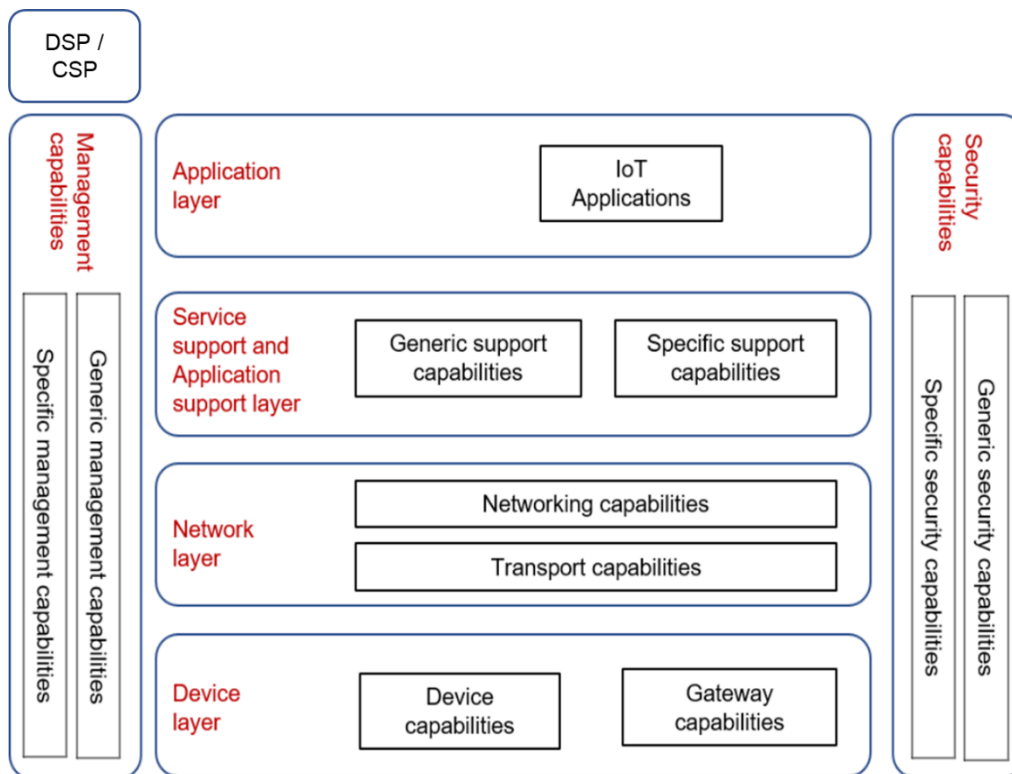 DSP /
CSP
Management
capabilities
Specific management capabilities
Generic management capabilities
Application
layer
IoT
Applications
Service
support and
Application
support layer
Generic support
capabilities
Specific support
capabilities
Network
layer
Networking capabilities
Transport capabilities
Device
layer
Device
capabilities
Gateway
capabilities
Security
capabilities
Specific security capabilities
Generic security capabilities